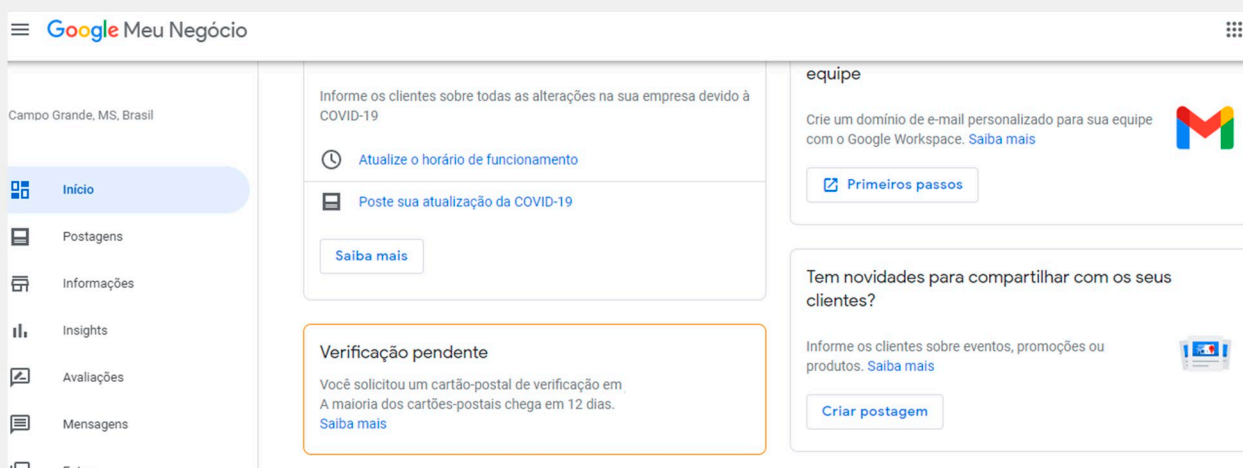 Google Meu Negócio
Campo Grande, MS, Brasil
Início
Postagens
Informações
Insights
Avaliações
Mensagens
Informe os clientes sobre todas as alterações na sua empresa devido à
COVID-19
Atualize o horário de funcionamento
Poste sua atualização da COVID-19
Saiba mais
Verificação pendente
Você solicitou um cartão-postal de verificação em
A maioria dos cartões-postais chega em 12 dias.
Saiba mais
equipe
Crie um domínio de e-mail personalizado para sua equipe
com o Google Workspace. Saiba mais
Primeiros passos
Tem novidades para compartilhar com os seus
clientes?
Informe os clientes sobre eventos, promoções ou
produtos. Saiba mais
Criar postagem